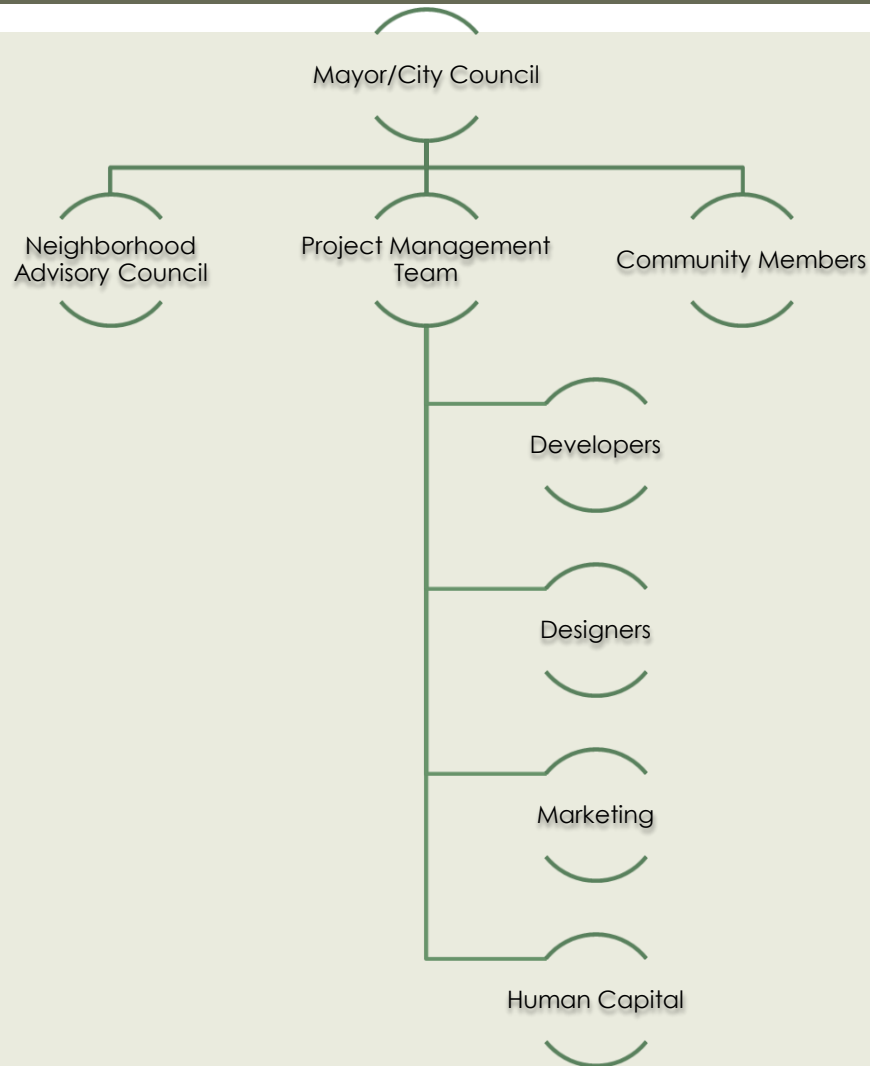 Mayor/City Council
Neighborhood
Advisory Council
Project Management
Team
Community Members
Developers
Designers
Marketing
Human Capital